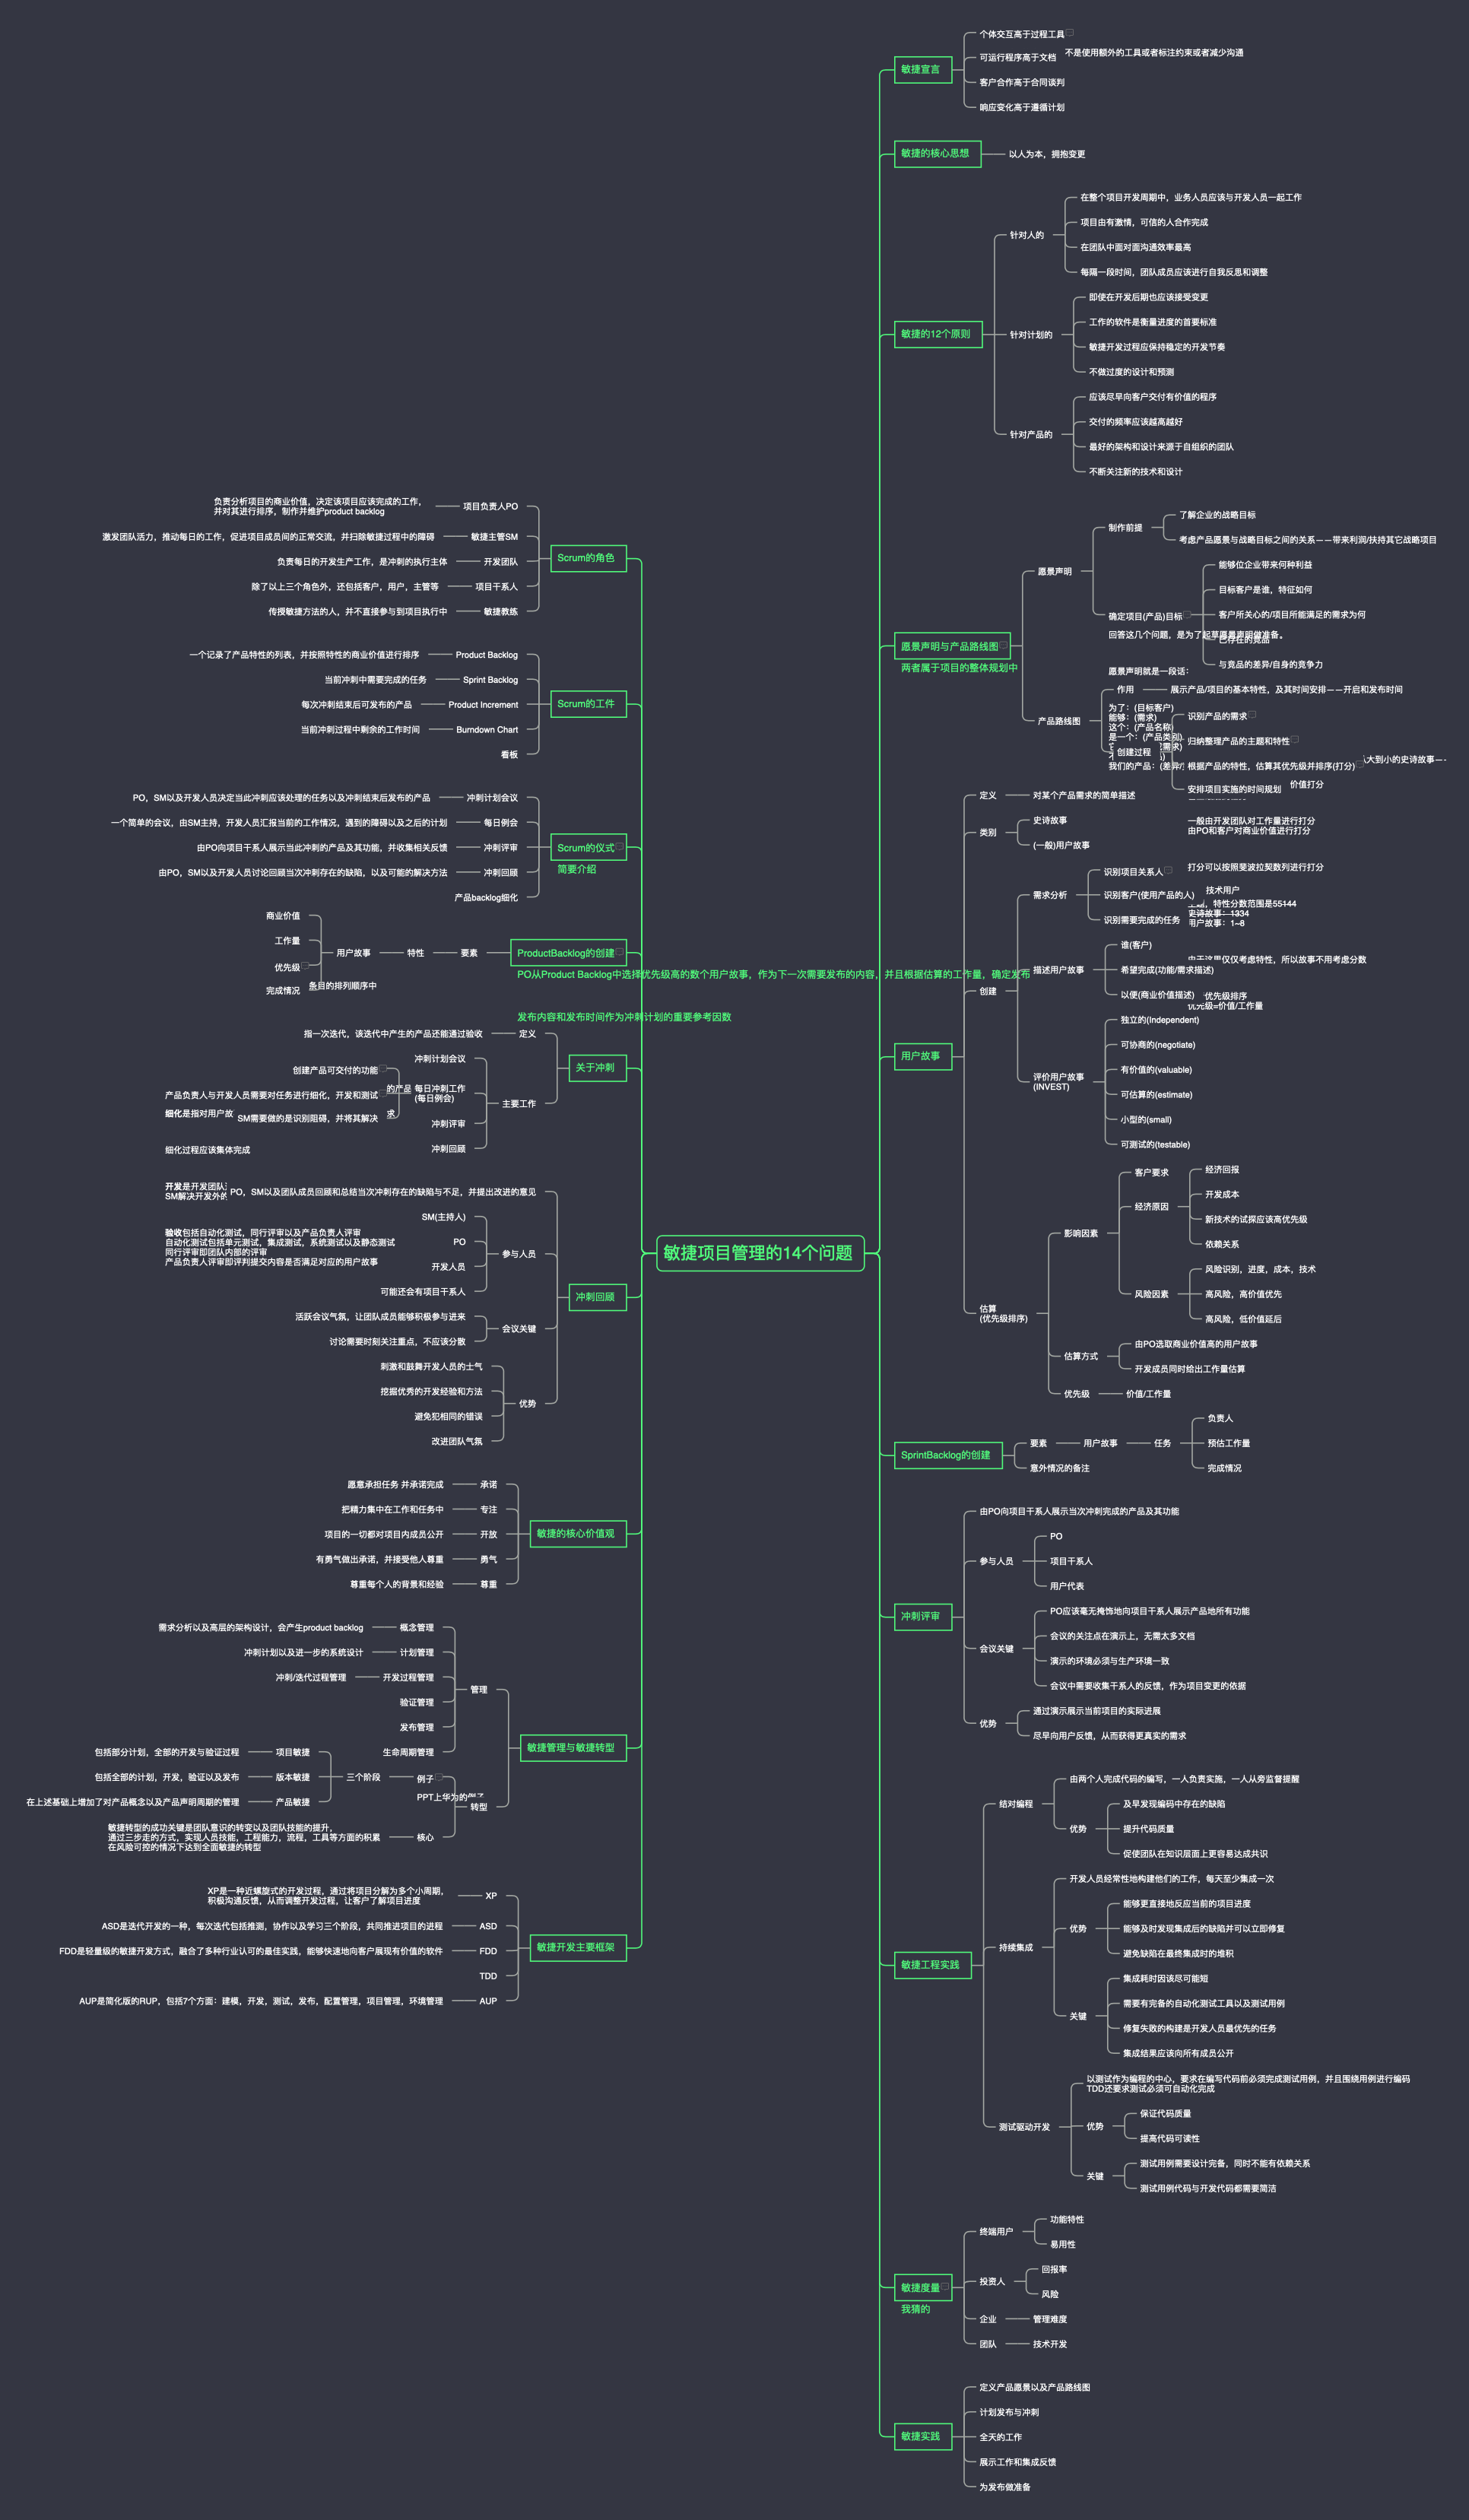 敏捷项目管理的14个问题
敏捷宣言
个体交互高于过程工具
不是使用额外的工具或者标注约束或者减少沟通
可运行程序高于文档
客户合作高于合同谈判
响应变化高于遵循计划
敏捷的核心思想
以人为本，拥抱变更
敏捷的12个原则
针对人的
在整个项目开发周期中，业务人员应该与开发人员一起工作
项目由有激情，可信的人合作完成
在团队中面对面沟通效率最高
每隔一段时间，团队成员应该进行自我反思和调整
针对计划的
即使在开发后期也应该接受变更
工作的软件是衡量进度的首要标准
敏捷开发过程应保持稳定的开发节奏
不做过度的设计和预测
针对产品的
应该尽早向客户交付有价值的程序
交付的频率应该越高越好
最好的架构和设计来源于自组织的团队
不断关注新的技术和设计
愿景声明与产品路线图
两者属于项目的整体规划中
愿景声明
制作前提
了解企业的战略目标
考虑产品愿景与战略目标之间的关系——带来利润/扶持其它战略项目
确定项目(产品)目标
能够位企业带来何种利益
目标客户是谁，特征如何
客户所关心的/项目所能满足的需求为何
已存在的竞品
与竞品的差异/自身的竞争力
回答这几个问题，是为了起草愿景声明做准备。
愿景声明就是一段话：
为了：(目标客户)
能够：(需求)
这个：(产品名称)
是一个：(产品类别)
我们的产品：(差异
产品路线图
作用
展示产品/项目的基本特性，及其时间安排——开启和发布时间
创建过程
识别产品的需求
归纳整理产品的主题和特性
大到小的史诗故事
根据产品的特性，估算其优先级并排序(打分)
安排项目实施的时间规划
价值打分
一般由开发团队对工作量进行打分
由PO和客户对商业价值进行打分
打分可以按照斐波拉契数列进行打分
特性分数范围是55144
史诗故事：1334
用户故事：1~8
仅仅考虑特性，所以故事不用考虑分数
优先级排序
优先级=价值/工作量
用户故事
定义
对某个产品需求的简单描述
类别
史诗故事
(一般)用户故事
创建
需求分析
识别项目关系人
识别客户(使用产品的人)
技术用户
识别需要完成的任务
描述用户故事
谁(客户)
希望完成(功能/需求描述)
以便(商业价值描述)
评价用户故事
(INVEST)
独立的(Independent)
可协商的(negotiate)
有价值的(valuable)
可估算的(estimate)
小型的(small)
可测试的(testable)
估算
(优先级排序)
影响因素
客户要求
经济原因
经济回报
开发成本
新技术的试探应该高优先级
依赖关系
风险因素
风险识别，进度，成本，技术
高风险，高价值优先
高风险，低价值延后
估算方式
由PO选取商业价值高的用户故事
开发成员同时给出工作量估算
优先级
价值/工作量
SprintBacklog的创建
要素
用户故事
任务
负责人
预估工作量
完成情况
意外情况的备注
冲刺评审
由PO向项目干系人展示当次冲刺完成的产品及其功能
参与人员
PO
项目干系人
用户代表
会议关键
PO应该毫无掩饰地向项目干系人展示产品地所有功能
会议的关注点在演示上，无需太多文档
演示的环境必须与生产环境一致
会议中需要收集干系人的反馈，作为项目变更的依据
优势
通过演示展示当前项目的实际进展
尽早向用户反馈，从而获得更真实的需求
敏捷工程实践
结对编程
由两个人完成代码的编写，一人负责实施，一人从旁监督提醒
优势
及早发现编码中存在的缺陷
提升代码质量
促使团队在知识层面上更容易达成共识
持续集成
开发人员经常性地构建他们的工作，每天至少集成一次
优势
能够更直接地反应当前的项目进度
能够及时发现集成后的缺陷并可以立即修复
避免缺陷在最终集成时的堆积
关键
集成耗时因该尽可能短
需要有完备的自动化测试工具以及测试用例
修复失败的构建是开发人员最优先的任务
集成结果应该向所有成员公开
测试驱动开发
以测试作为编程的中心，要求在编写代码前必须完成测试用例，并且围绕用例进行编码
TDD还要求测试必须可自动化完成
优势
保证代码质量
提高代码可读性
关键
测试用例需要设计完备，同时不能有依赖关系
测试用例代码与开发代码都需要简洁
敏捷度量
我猜的
终端用户
功能特性
易用性
投资人
回报率
风险
企业
管理难度
团队
技术开发
敏捷实践
定义产品愿景以及产品路线图
计划发布与冲刺
全天的工作
展示工作和集成反馈
为发布做准备
Scrum的角色
项目负责人PO
负责分析项目的商业价值，决定该项目应该完成的工作，
并对其进行排序，制作并维护product backlog
敏捷主管SM
激发团队活力，推动每日的工作，促进项目成员间的正常交流，并扫除敏捷过程中的障碍
开发团队
负责每日的开发生产工作，是冲刺的执行主体
项目干系人
除了以上三个角色外，还包括客户，用户，主管等
敏捷教练
传授敏捷方法的人，并不直接参与到项目执行中
Scrum的工件
Product Backlog
一个记录了产品特性的列表，并按照特性的商业价值进行排序
Sprint Backlog
当前冲刺中需要完成的任务
Product Increment
每次冲刺结束后可发布的产品
Burndown Chart
当前冲刺过程中剩余的工作时间
看板
Scrum的仪式
简要介绍
冲刺计划会议
PO，SM以及开发人员决定当此冲刺应该处理的任务以及冲刺结束后发布的产品
每日例会
一个简单的会议，由SM主持，开发人员汇报当前的工作情况，遇到的障碍以及之后的计划
冲刺评审
由PO向项目干系人展示当此冲刺的产品及其功能，并收集相关反馈
冲刺回顾
由PO，SM以及开发人员讨论回顾当次冲刺存在的缺陷，以及可能的解决方法
产品backlog细化
ProductBacklog的创建
PO从Product Backlog中选择优先级高的数个用户故事，作为下一次需要发布的内容，并且根据估算的工作量，确定发布
发布内容和发布时间作为冲刺计划的重要参考因数
要素
特性
用户故事
商业价值
工作量
优先级
条目的排列顺序中
完成情况
关于冲刺
定义
指一次迭代，该迭代中产生的产品还能通过验收
主要工作
冲刺计划会议
每日冲刺工作
(每日例会)
创建产品可交付的功能
的产品
产品负责人与开发人员需要对任务进行细化，开发和测试
细化是指对用户故
求
SM需要做的是识别阻碍，并将其解决
细化过程应该集体完成
开发是开发团队
SM解决开发外的
验收包括自动化测试，同行评审以及产品负责人评审
自动化测试包括单元测试，集成测试，系统测试以及静态测试
同行评审即团队内部的评审
产品负责人评审即评判提交内容是否满足对应的用户故事
冲刺评审
冲刺回顾
冲刺回顾
PO，SM以及团队成员回顾和总结当次冲刺存在的缺陷与不足，并提出改进的意见
参与人员
SM(主持人)
PO
开发人员
可能还会有项目干系人
会议关键
活跃会议气氛，让团队成员能够积极参与进来
讨论需要时刻关注重点，不应该分散
优势
刺激和鼓舞开发人员的士气
挖掘优秀的开发经验和方法
避免犯相同的错误
改进团队气氛
敏捷的核心价值观
承诺
愿意承担任务 并承诺完成
专注
把精力集中在工作和任务中
开放
项目的一切都对项目内成员公开
勇气
有勇气做出承诺，并接受他人尊重
尊重
尊重每个人的背景和经验
敏捷管理与敏捷转型
管理
概念管理
需求分析以及高层的架构设计，会产生product backlog
计划管理
冲刺计划以及进一步的系统设计
开发过程管理
冲刺/迭代过程管理
验证管理
发布管理
生命周期管理
转型
例子
PPT上华为的例子
三个阶段
项目敏捷
包括部分计划，全部的开发与验证过程
版本敏捷
包括全部的计划，开发，验证以及发布
产品敏捷
在上述基础上增加了对产品概念以及产品声明周期的管理
核心
敏捷转型的成功关键是团队意识的转变以及团队技能的提升，
通过三步走的方式，实现人员技能，工程能力，流程，工具等方面的积累
在风险可控的情况下达到全面敏捷的转型
敏捷开发主要框架
XP
XP是一种近螺旋式的开发过程，通过将项目分解为多个小周期，
积极沟通反馈，从而调整开发过程，让客户了解项目进度
ASD
ASD是迭代开发的一种，每次迭代包括推测，协作以及学习三个阶段，共同推进项目的进程
FDD
FDD是轻量级的敏捷开发方式，融合了多种行业认可的最佳实践，能够快速地向客户展现有价值的软件
TDD
AUP
AUP是简化版的RUP，包括7个方面：建模，开发，测试，发布，配置管理，项目管理，环境管理